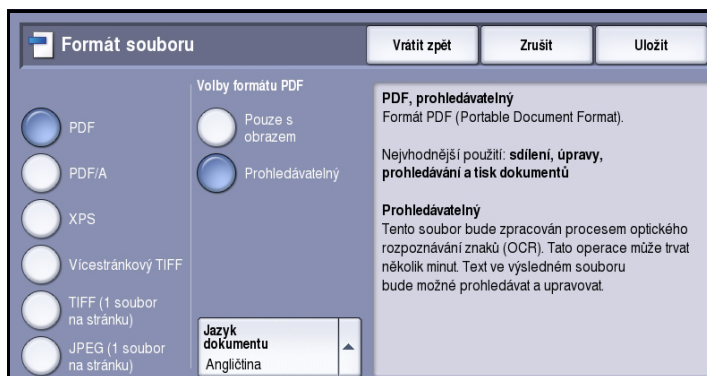 Formát souboru
Vrátit zpět
Zrušit
Uložit
PDF
PDF/A
XPS
Vícestránkový TIFF
TIFF (1 soubor
na stránku)
JPEG (1 soubor
na stránku)
Volby formátu PDF
Pouze s
obrazem
Prohledávatelný
Jazyk
dokumentu
Angličtina
PDF, prohledávatelný
Formát PDF (Portable Document Format).
Nejvhodnější použití: sdílení, úpravy,
prohledávání a tisk dokumentů
Prohledávatelný
Tento soubor bude zpracován procesem optického
rozpoznávání znaků (OCR). Tato operace může trvat
několik minut. Text ve výsledném souboru
bude možné prohledávat a upravovat.